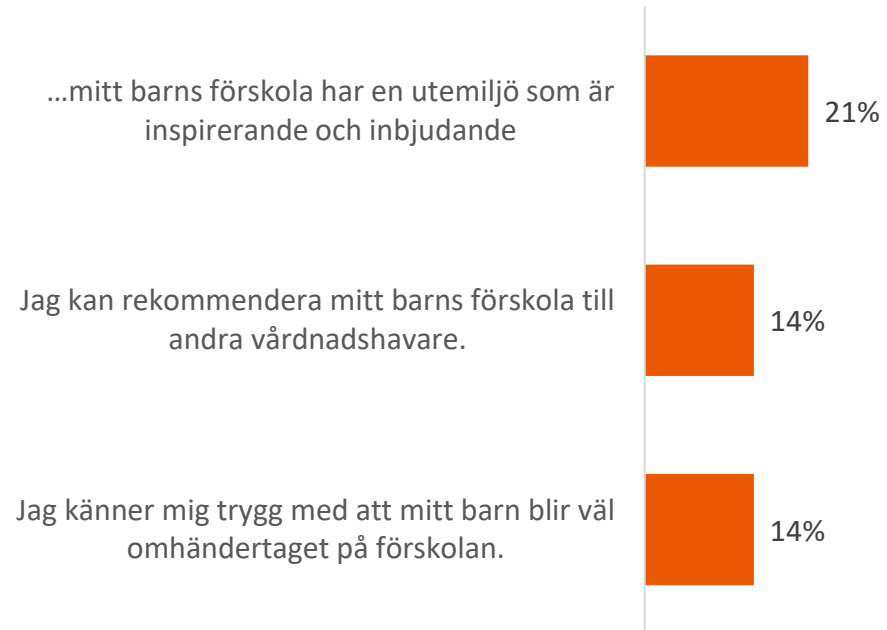 ...mitt barns förskola har en utemiljö som är
inspirerande och inbjudande
21%
Jag kan rekommendera mitt barns förskola till
andra vårdnadshavare.
14%
Jag känner mig trygg med att mitt barn blir väl
omhändertaget på förskolan.
14%